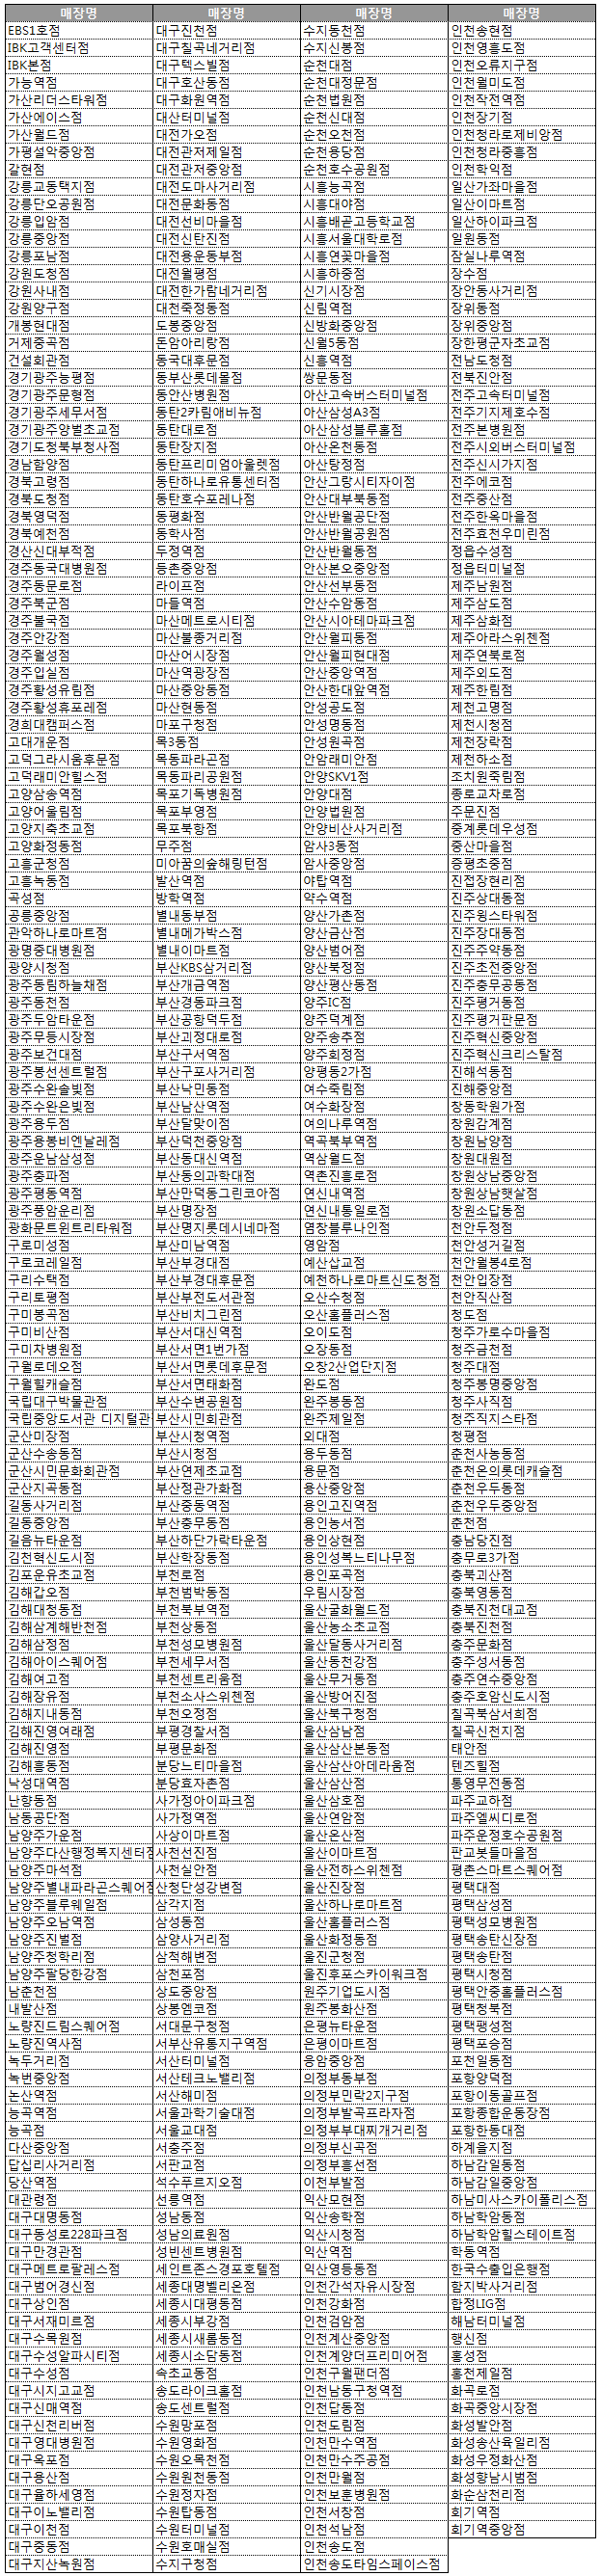 매장명
EBS1호점
IBK고객센터점
IBK본점
가능역점
가산리더스타워점
가산에이스점
가산월드점
가평설악중앙점
갈현점
강릉교동택지점
강릉단오공원점
강릉입암점
강릉중앙점
강릉포남점
강원도청점
강원사내점
강원양구점
개봉현대점
거제중곡점
건설회관점
경기광주능평점
경기광주문형점
경기광주세무서점
경기광주양벌초교점
경기도청북부청사점
경남함양점
경북고령점
경북도청점
경북영덕점
경북예천점
경산신대부적점
경주동국대병원점
경주동문로점
경주북군점
경주불국점
경주안강점
경주월성점
경주입실점
경주황성유림점
경주황성휴포레점
경희대캠퍼스점
고대개운점
고덕그라시움후문점
고덕래미안힐스점
고양삼송역점
고양어울림점
고양지축초교점
고양화정동점
고흥군청점
고흥녹동점
곡성점
공릉중앙점
관악하나로마트점
광명중대병원점
광양시청점
광주동림하늘채점
광주동천점
광주두암타운점
광주무등시장점
광주보건대점
광주봉선센트럴점
광주수완솔빛점
광주수완은빛점
광주용두점
광주용봉비엔날레점
광주운남삼성점
광주충파점
광주평동역점
광주풍암운리점
광화문트윈트리타워점
구로미성점
구로코레일점
구리수택점
구리토평점
구미봉곡점
구미비산점
구미차병원점
구월로데오점
구월힐캐슬점
국립대구박물관점
국립중앙도서관 디지털관
군산미장점
군산수송동점
군산시민문화회관점
군산지곡동점
길동사거리점
길동중앙점
길음뉴타운점
김천혁신도시점
김포운유초교점
김해갑오점
김해대청동점
김해삼계해반천점
김해삼정점
김해아이스퀘어점
김해여고점
김해장유점
김해지내동점
김해진영여래점
김해진영점
김해흥동점
낙성대역점
난향동점
남동공단점
남양주가운점
남양주다산행정복지센터점
남양주마석점
남양주별내파라곤스퀘어점
남양주블루웨일점
남양주오남역점
남양주진벌점
남양주청학리점
남양주팔당한강점
남춘천점
내발산점
노량진드림스퀘어점
노량진역사점
녹두거리점
녹번중앙점
논산역점
능곡역점
능곡점
다산중앙점
답십리사거리점
당산역점
대관령점
대구대명동점
대구동성로228파크점
대구만경관점
대구메트로팔레스점
대구범어경신점
대구상인점
대구서재미르점
대구수목원점
대구수성알파시티점
대구수성점
대구시지고교점
대구신매역점
대구신천리버점
대구영대병원점
대구옥포점
대구용산점
대구율하세영점
대구이노밸리점
대구이천점
대구중동점
대구지산녹원점
매장명
대구진천점
대구칠곡네거리점
대구텍스빌점
대구호산동점
대구화원역점
대산터미널점
대전가오점
대전관저제일점
대전관저중앙점
대전도마사거리점
대전문화동점
대전선비마을점
대전신탄진점
대전용운동부점
대전월평점
대전한가람네거리점
대전죽정동점
도봉중앙점
돈암아리랑점
동국대후문점
동부산롯데몰점
동안산병원점
동탄2카림애비뉴점
동탄대로점
동탄장지점
동탄프리미엄아울렛점
동탄하나로유통센터점
동탄호수포레나점
동평화점
동학사점
두정역점
등촌중앙점
라이프점
마들역점
마산메트로시티점
마산불종거리점
마산어시장점
마산역광장점
마산중앙동점
마산현동점
마포구청점
목3동점
목동파라곤점
목동파리공원점
목포기독병원점
목포부영점
목포북항점
무주점
미아꿈의숲해링턴점
발산역점
방학역점
별내동부점
별내메가박스점
별내이마트점
부산KBS삼거리점
부산개금역점
부산경동파크점
부산공항덕두점
부산괴정대로점
부산구서역점
부산구포사거리점
부산낙민동점
부산남산역점
부산달맞이점
부산덕천중앙점
부산동대신역점
부산동의과학대점
부산만덕동그린코아점
부산명장점
부산명지롯데시네마점
부산미남역점
부산부경대점
부산부경대후문점
부산부전도서관점
부산비치그린점
부산서대신역점
부산서면1번가점
부산서면롯데후문점
부산서면태화점
부산수변공원점
부산시민회관점
부산시청역점
부산시청점
부산연제초교점
부산정관가화점
부산중동역점
부산충무동점
부산하단가락타운점
부산학장동점
부천로점
부천범박동점
부천북부역점
부천상동점
부천성모병원점
부천세무서점
부천센트리움점
부천소사스위첸점
부천오정점
부평경찰서점
부평문화점
분당느티마을점
분당효자촌점
사가정아이파크점
사가정역점
사상이마트점
사천선진점
사천실안점
산청단성강변점
삼각지점
삼성동점
삼양사거리점
삼척해변점
삼천포점
상도중앙점
상봉엠코점
서대문구청점
서부산유통지구역점
서산터미널점
서산테크노밸리점
서산해미점
서울과학기술대점
서울교대점
서충주점
서판교점
석수푸르지오점
선릉역점
성남동점
성남의료원점
성빈센트병원점
세인트존스경포호텔점
세종대명벨리온점
세종시대평동점
세종시부강점
세종시새롬동점
세종시소담동점
속초교동점
송도라이크홈점
송도센트럴점
수원망포점
수원영화점
수원오목천점
수원원천동점
수원정자점
수원탑동점
수원터미널점
수원호매실점
수지구청점
매장명
수지동천점
수지신봉점
순천대점
순천대정문점
순천법원점
순천신대점
순천오천점
순천용당점
순천호수공원점
시흥능곡점
시흥대야점
시흥배곧고등학교점
시흥서울대학로점
시흥연꽃마을점
시흥하중점
신기시장점
신림역점
신방화중앙점
신월5동점
신흥역점
쌍문동점
아산고속버스터미널점
아산삼성A3점
아산삼성블루홀점
아산온천동점
아산탕정점
안산그랑시티자이점
안산대부북동점
안산반월공단점
안산반월공원점
안산반월동점
안산본오중앙점
안산선부동점
안산수암동점
안산시아테마파크점
안산월피동점
안산월피현대점
안산중앙역점
안산한대앞역점
안성공도점
안성명동점
안성원곡점
안암래미안점
안양SKV1점
안양대점
안양법원점
안양비산사거리점
암사3동점
암사중앙점
야탑역점
약수역점
양산가촌점
양산금산점
양산범어점
양산북정점
양산평산동점
양주IC점
양주덕계점
양주송추점
양주회정점
양평동2가점
여수죽림점
여수화장점
여의나루역점
역곡북부역점
역삼월드점
역촌진흥로점
연신내역점
연신내통일로점
염창블루나인점
영암점
예산삽교점
예천하나로마트신도청점
오산수청점
오산홈플러스점
오이도점
오장동점
오창2산업단지점
완도점
완주봉동점
완주제일점
외대점
용두동점
용문점
용산중앙점
용인고진역점
용인농서점
용인상현점
용인성복느티나무점
용인포곡점
우림시장점
울산굴화월드점
울산농소초교점
울산달동사거리점
울산동천강점
울산무거동점
울산방어진점
울산북구청점
울산삼남점
울산삼산본동점
울산삼산아데라움점
울산삼산점
울산삼호점
울산연암점
울산온산점
울산이마트점
울산전하스위첸점
울산진장점
울산하나로마트점
울산홈플러스점
울산화정동점
울진군청점
울진후포스카이워크점
원주기업도시점
원주봉화산점
은평뉴타운점
은평이마트점
응암중앙점
의정부동부점
의정부민락2지구점
의정부발곡프라자점
의정부부대찌개거리점
의정부신곡점
의정부흥선점
이천부발점
익산모현점
익산송학점
익산시청점
익산역점
익산영등동점
인천간석자유시장점
인천강화점
인천검암점
인천계산중앙점
인천계양더프리미어점
인천구월팬더점
인천남동구청역점
인천답동점
인천도림점
인천만수역점
인천만수주공점
인천만월점
인천보훈병원점
인천서창점
인천석남점
인천송도점
인천송도타임스페이스점
매장명
인천송현점
인천영흥도점
인천오류지구점
인천월미도점
인천작전역점
인천장기점
인천청라로제비앙점
인천청라중흥점
인천학익점
일산가좌마을점
일산이마트점
일산하이파크점
일원동점
잠실나루역점
장수점
장안동사거리점
장위동점
장위중앙점
장한평군자초교점
전남도청점
전북진안점
전주고속터미널점
전주기지제호수점
전주본병원점
전주시외버스터미널점
전주신시가지점
전주에코점
전주중산점
전주한옥마을점
전주효천우미린점
정읍수성점
정읍터미널점
제주남원점
제주삼도점
제주삼화점
제주아라스위첸점
제주연북로점
제주외도점
제주한림점
제천고명점
제천시청점
제천장락점
제천하소점
조치원죽림점
종로교차로점
주문진점
중계롯데우성점
중산마을점
증평초중점
진접장현리점
진주상대동점
진주윙스타워점
진주장대동점
진주주약동점
진주초전중앙점
진주충무공동점
진주평거동점
진주평거판문점
진주혁신중앙점
진주혁신크리스탈점
진해석동점
진해중앙점
창동학원가점
창원감계점
창원남양점
창원대원점
창원상남중앙점
창원상남햇살점
창원소답동점
천안두정점
천안성거길점
천안월봉4로점
천안입장점
천안직산점
청도점
청주가로수마을점
청주금천점
청주대점
청주봉명중앙점
청주사직점
청주직지스타점
청평점
춘천사농동점
춘천온의롯데캐슬점
춘천우두동점
춘천우두중앙점
춘천점
충남당진점
충무로3가점
충북괴산점
충북영동점
충북진천대교점
충북진천점
충주문화점
충주성서동점
충주연수중앙점
충주호암신도시점
칠곡북삼서희점
칠곡신천지점
태안점
텐즈힐점
통영무전동점
파주교하점
파주엘씨디로점
파주운정호수공원점
판교봇들마을점
평촌스마트스퀘어점
평택대점
평택삼성점
평택성모병원점
평택송탄신장점
평택송탄점
평택시청점
평택안중홈플러스점
평택청북점
평택팽성점
평택포승점
포천일동점
포항양덕점
포항이동골프점
포항종합운동장점
포항한동대점
하계을지점
하남감일동점
하남감일중앙점
하남미사스카이폴리스점
하남학암동점
하남학암힐스테이트점
학동역점
한국수출입은행점
함지박사거리점
합정LIG점
해남터미널점
행신점
홍성점
홍천제일점
화곡로점
화곡중앙시장점
화성발안점
화성송산육일리점
화성우정화산점
화성향남시범점
화순삼천리점
회기역점
회기역중앙점